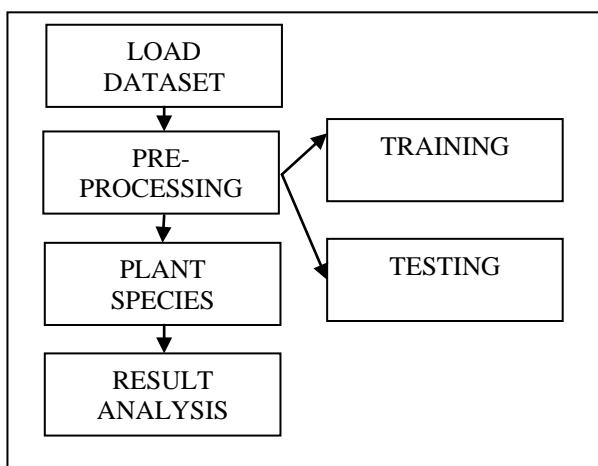 LOAD
DATASET
PRE-
PROCESSING
TRAINING
TESTING
PLANT
SPECIES
RESULT
ANALYSIS